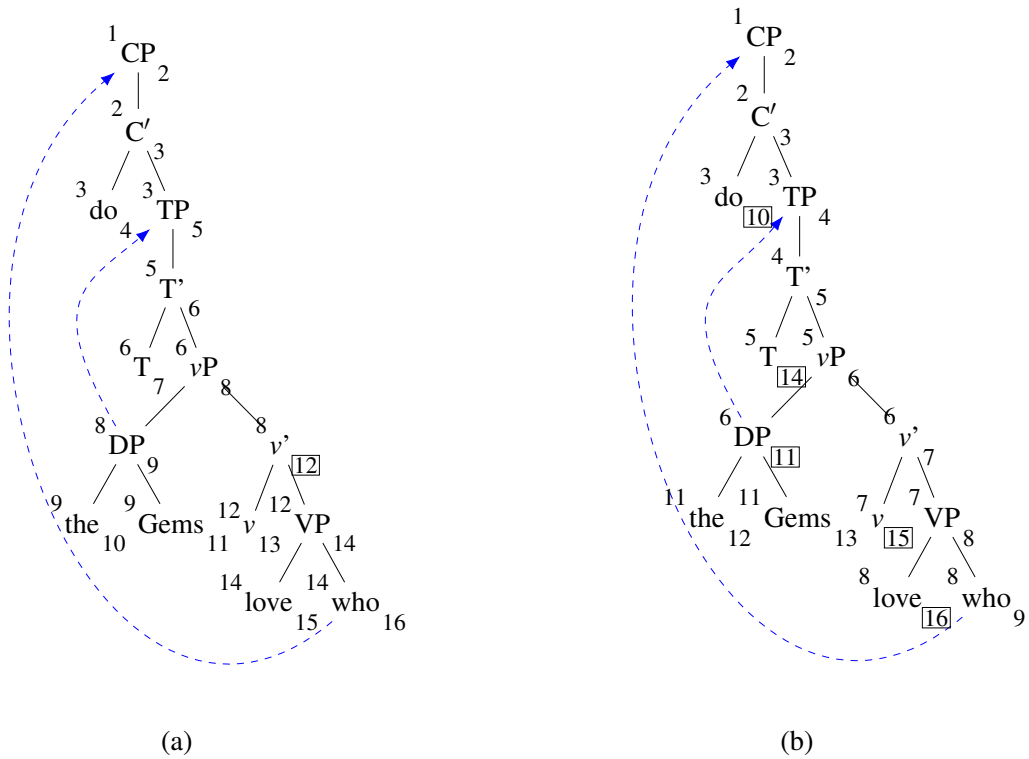 1 CP 2
2 C′ 3
3 do 4 3 TP 5
5 T' 6
6 T 7 6 vP 8
8 DP 9 8 v' 12
9 the 10 9 Gems 11 12 v 13 12 VP 14
14 love 15 14 who 16
(a)
1 CP 2
2 C′ 3
3 do 10 3 TP 4
4 T' 5
5 T 14 5 vP 6
6 DP 11 6 v' 7
11 the 12 11 Gems 13 7 v 15 7 VP 8
8 love 16 8 who 9
(b)